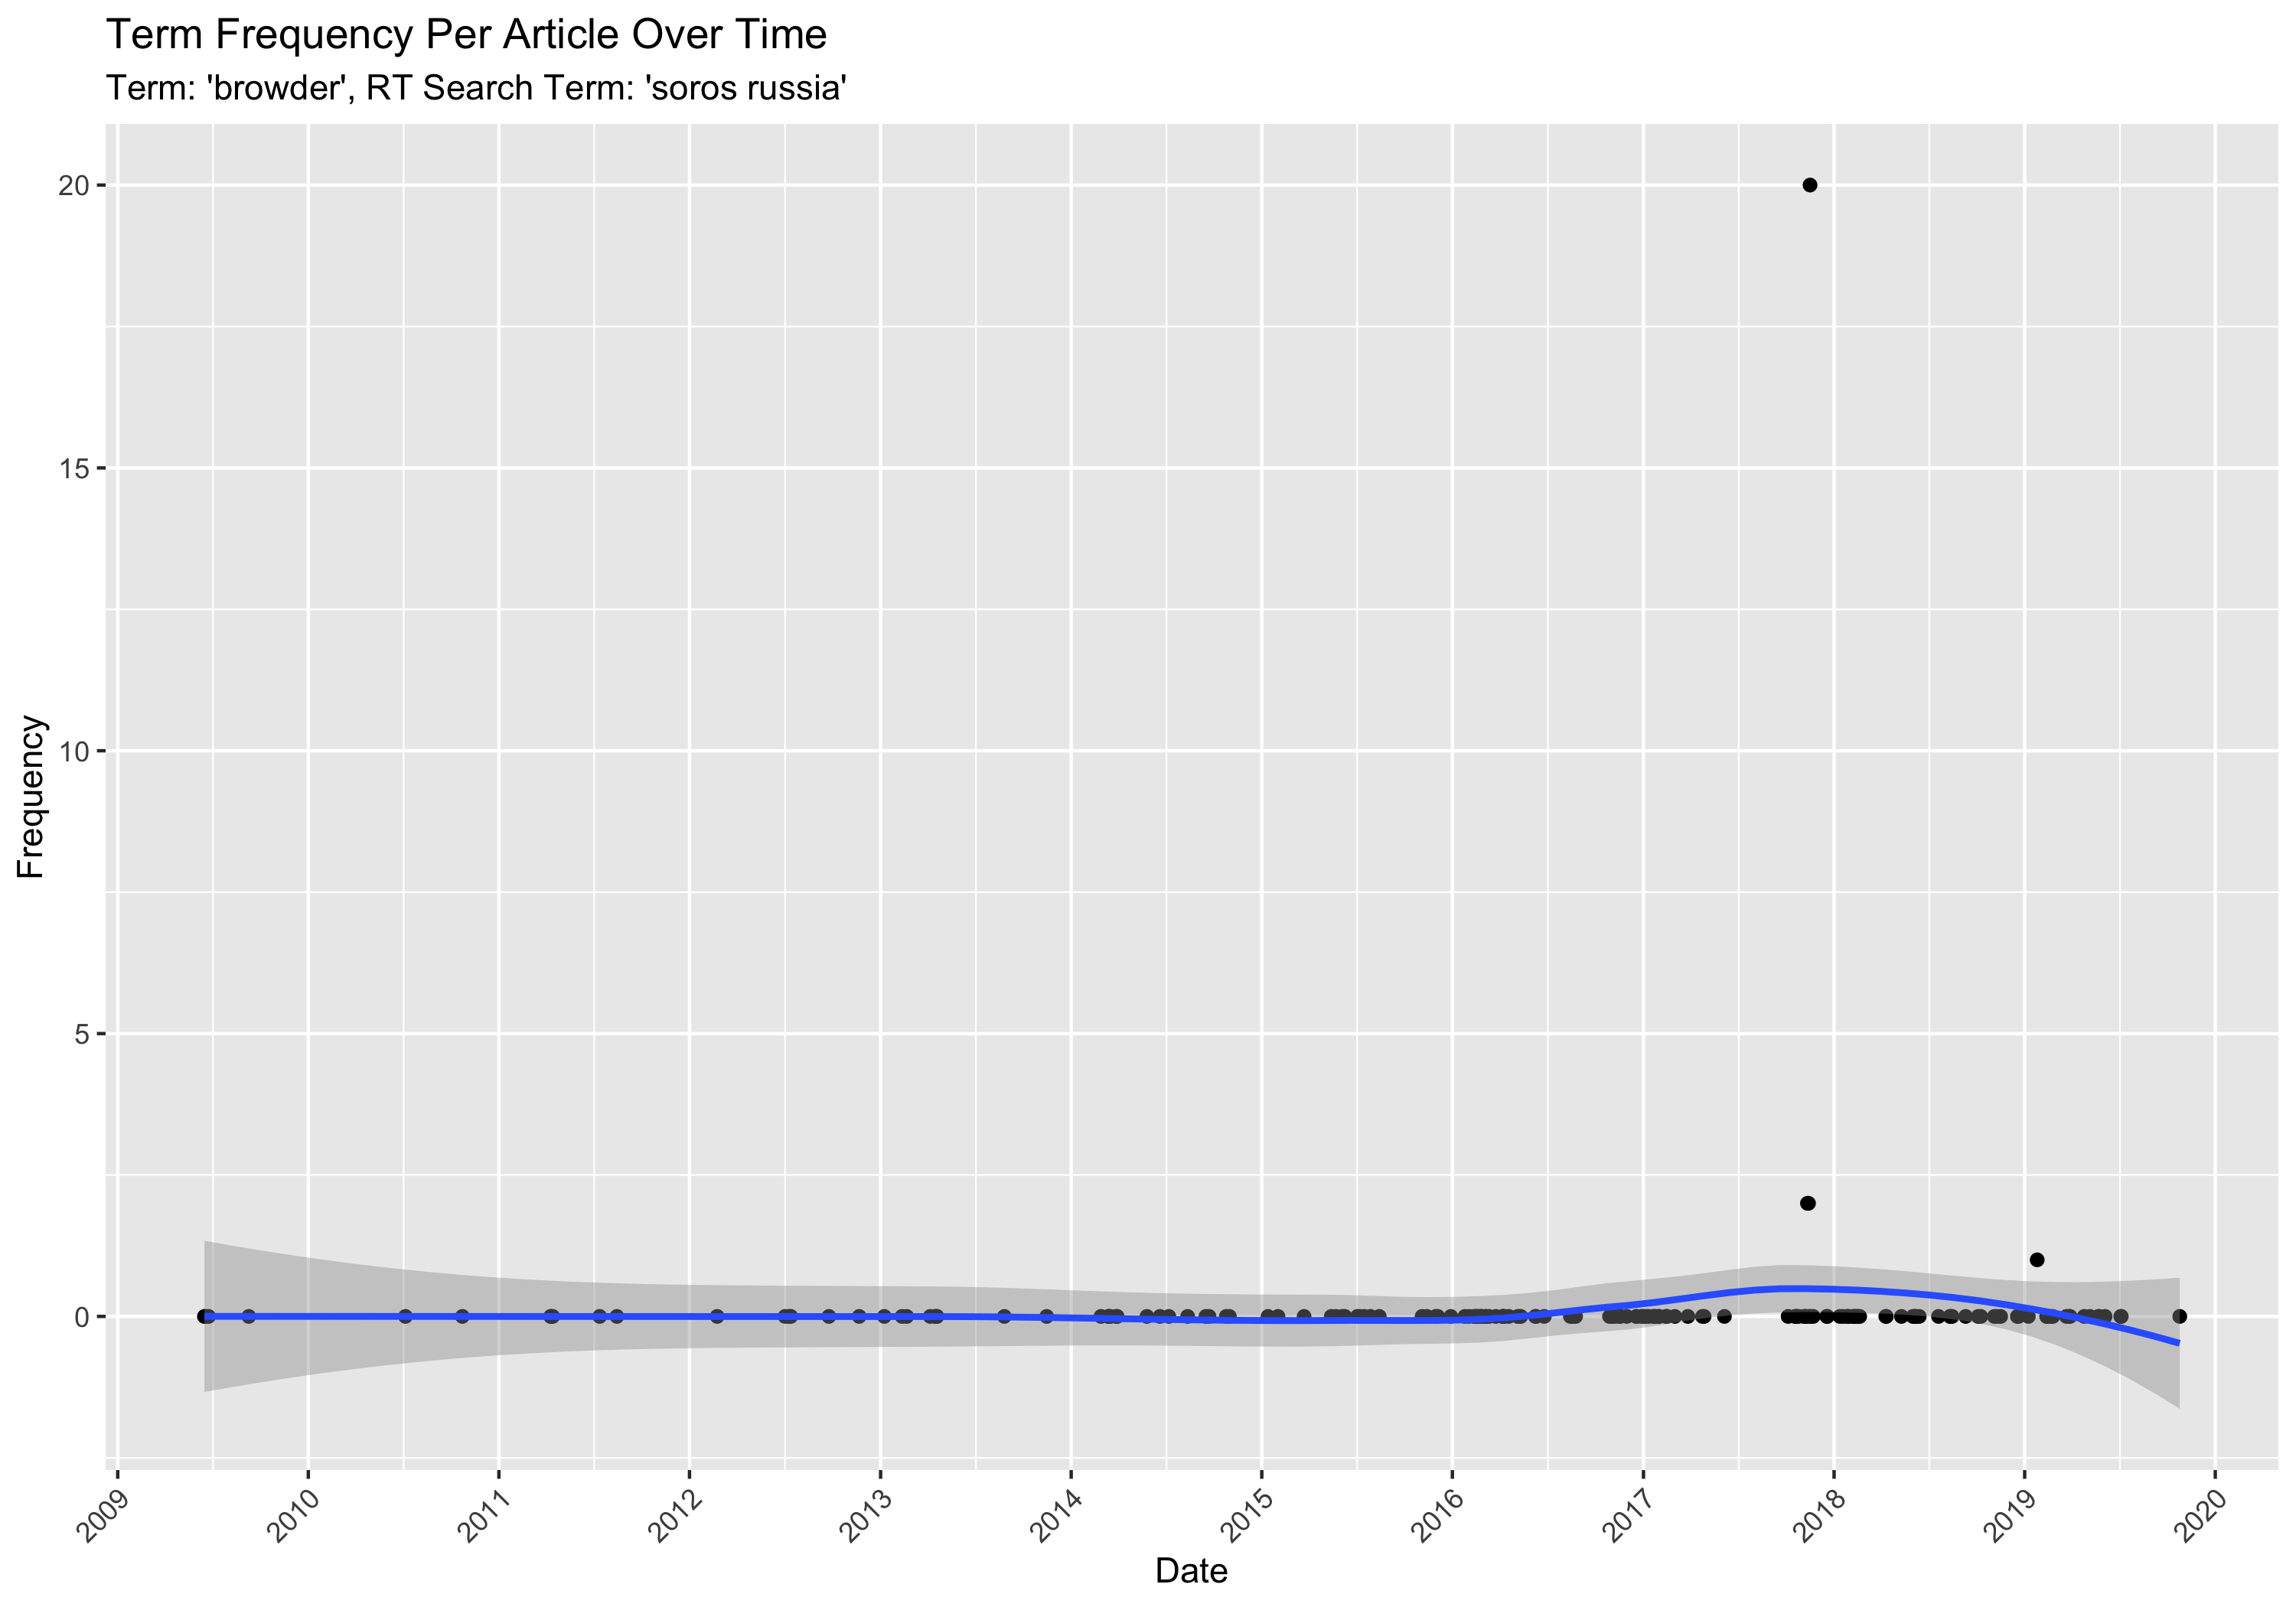 Term Frequency Per Article Over Time
Term: 'browder', RT Search Term: 'soros russia'
20
15
10
5
0
Frequency
2009 2010 2011 2012 2013 2014 2015 2016 2017 2018 2019 2020
Date